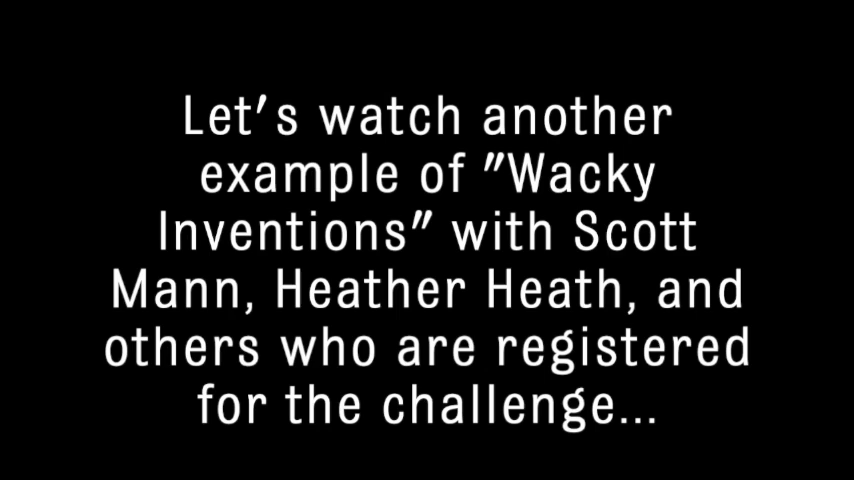 Let's watch another
example of "Wacky
Inventions" with Scott
Mann, Heather Heath, and
others who are registered
for the challenge...